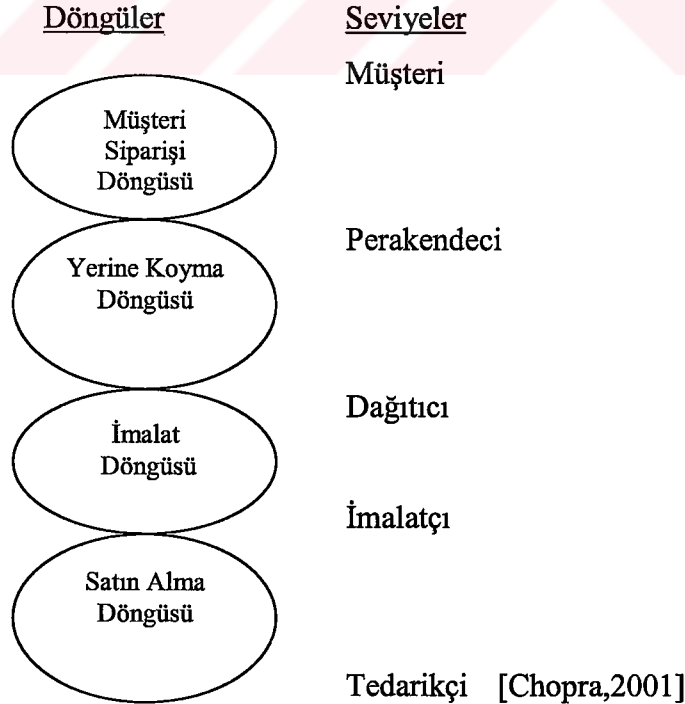 Döngüler Seviyeler
Müşteri
Müşteri
Siparişi
Döngüsü
Perakendeci
Yerine Koyma
Döngüsü
Dağıtıcı
İmalat
Döngüsü
İmalatçı
Satın Alma
Döngüsü
Tedarikçi [Chopra,2001]